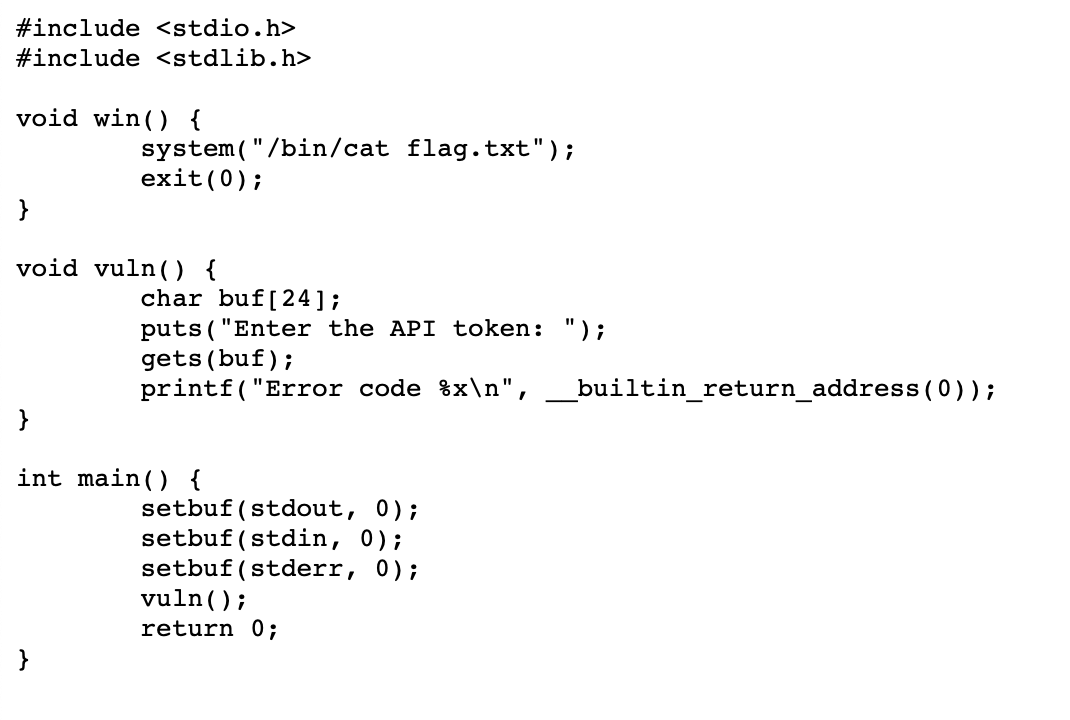 #include <stdio.h>
#include <stdlib.h>

void win() {
        system("/bin/cat flag.txt");
        exit(0);
}

void vuln() {
        char buf[24];
        puts("Enter the API token: ");
        gets(buf);
        printf("Error code %x\n", __builtin_return_address(0));
}

int main() {
        setbuf(stdout, 0);
        setbuf(stdin, 0);
        setbuf(stderr, 0);
        vuln();
        return 0;
}